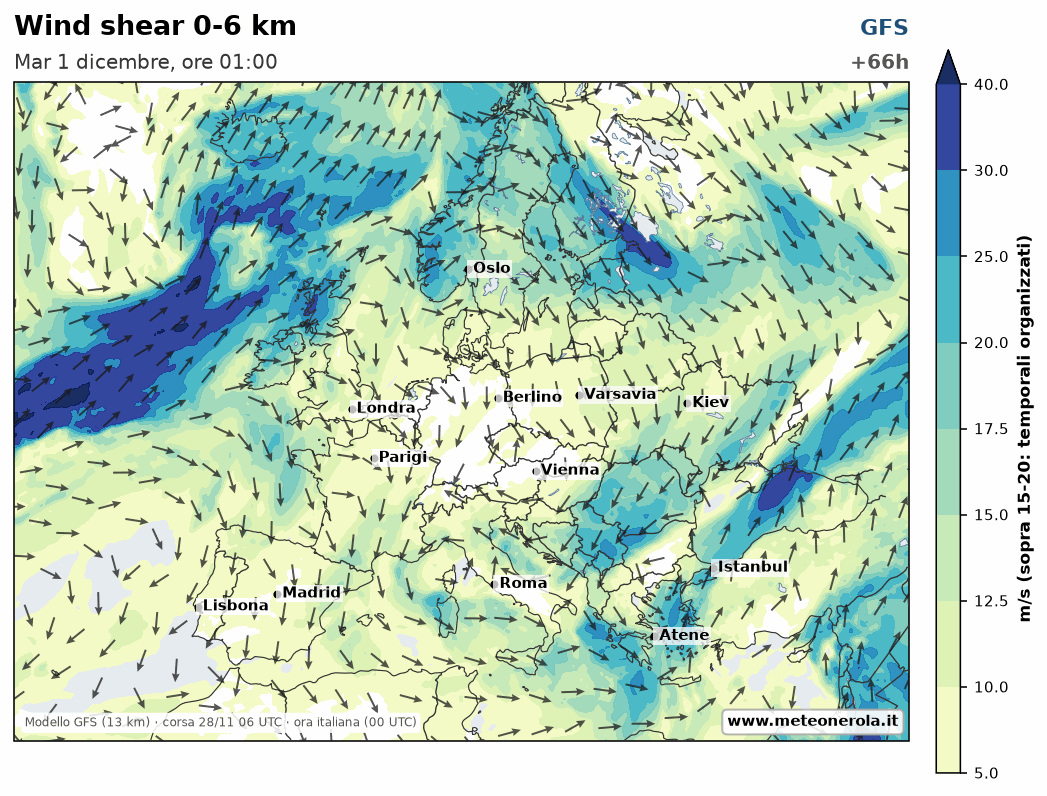 Wind shear 0-6 km
GFS
Mar 1 dicembre, ore 01:00
+66h
40.0
30.0
25.0
20.0
17.5
15.0
12.5
10.0
5.0
m/s (sopra 15-20: temporali organizzati)
Oslo
Londra
Berlino
Varsavia
Kiev
Parigi
Vienna
Istanbul
Roma
Madrid
Lisbona
Atene
Modello GFS (13 km) · corsa 28/11 06 UTC · ora italiana (00 UTC)
www.meteonerola.it